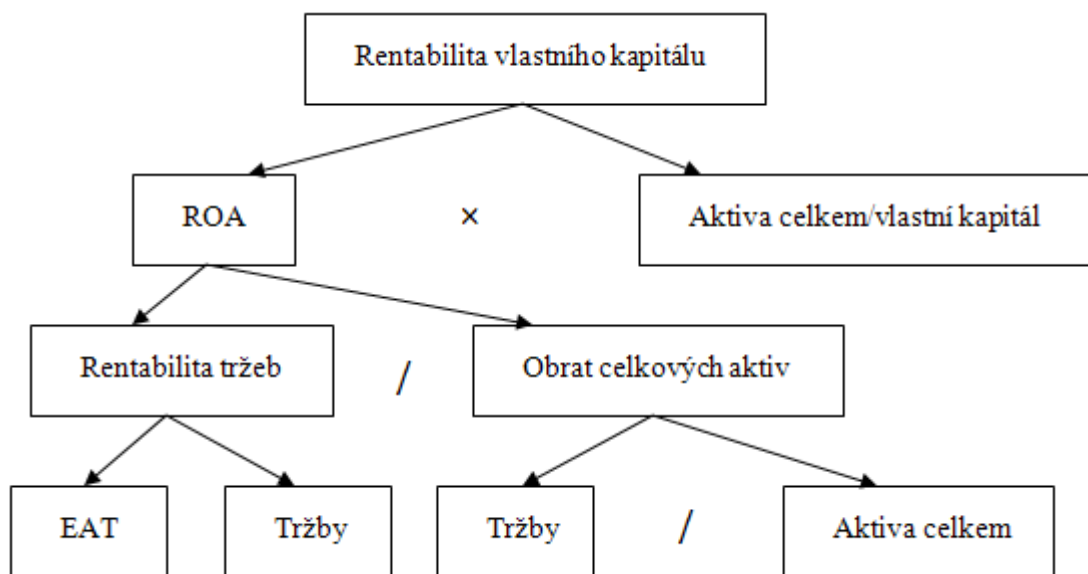 Rentabilita vlastního kapitálu
ROA × Aktiva celkem/vlastní kapitál
Rentabilita tržeb / Obrat celkových aktiv
EAT Tržby Tržby / Aktiva celkem